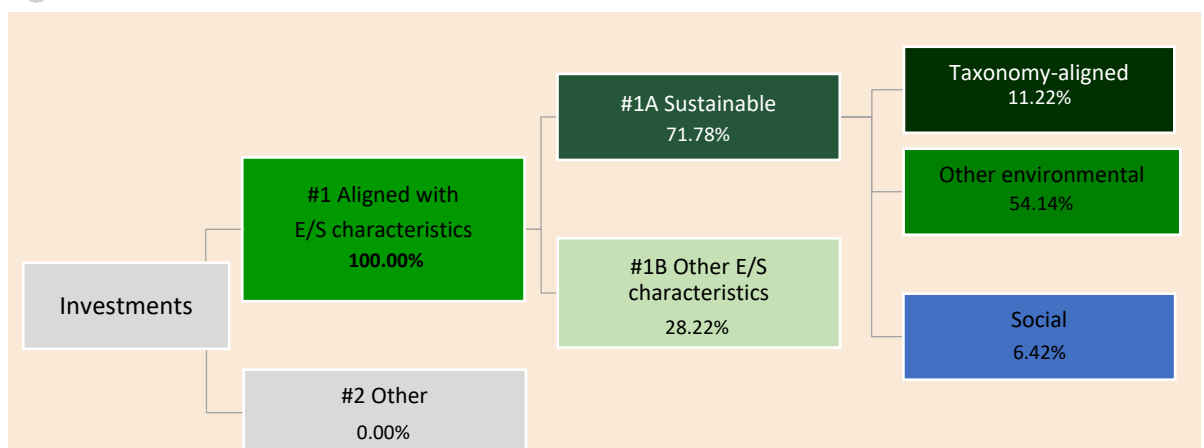 Investments
#1 Aligned with
E/S characteristics
100.00%
#2 Other
0.00%
#1A Sustainable
71.78%
#1B Other E/S
characteristics
28.22%
Taxonomy-aligned
11.22%
Other environmental
54.14%
Social
6.42%